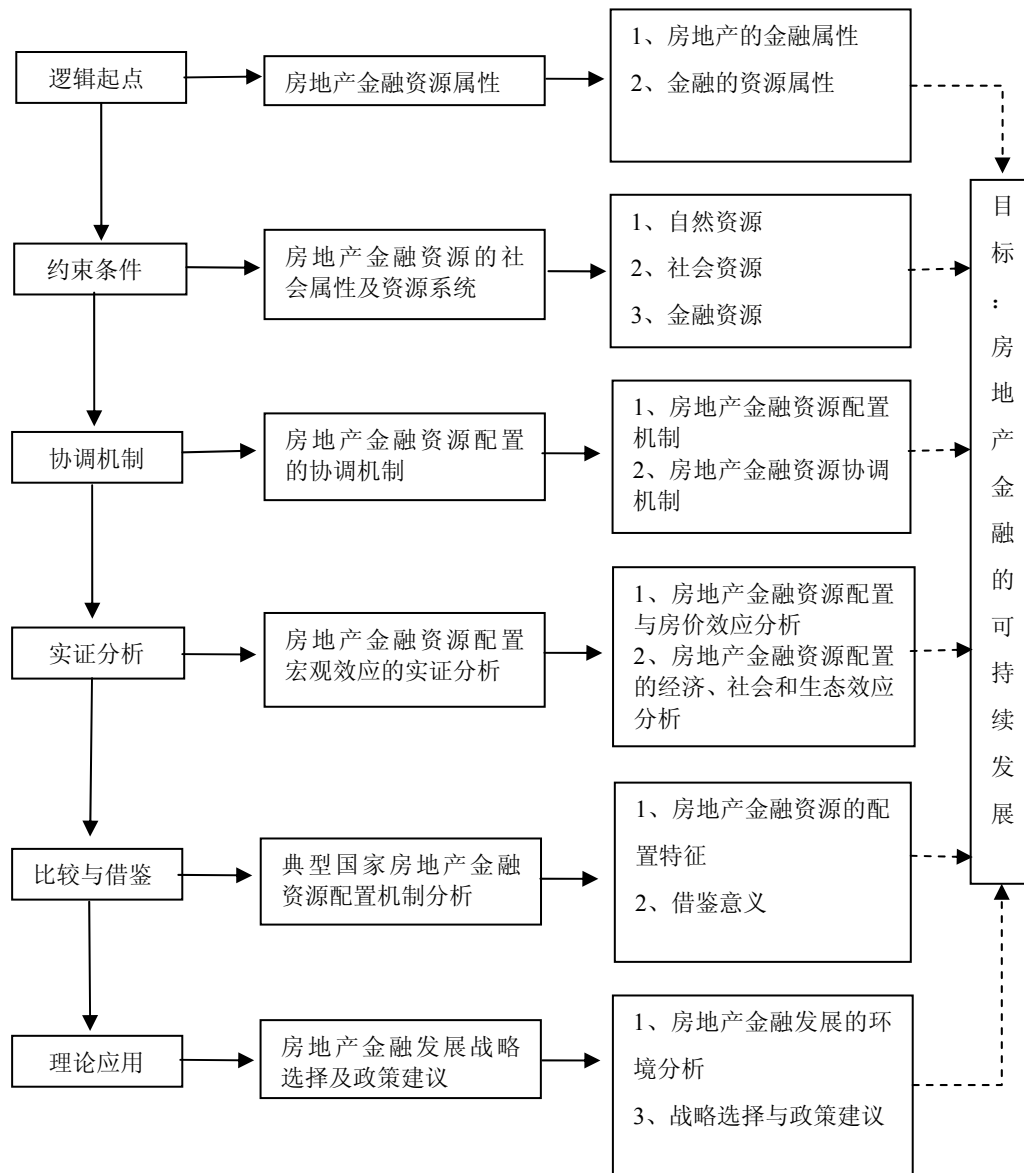 逻辑起点
房地产金融资源属性
1、房地产的金融属性
2、金融的资源属性
约束条件
房地产金融资源的社
会属性及资源系统
1、自然资源
2、社会资源
3、金融资源
协调机制
房地产金融资源配置
的协调机制
1、房地产金融资源配置
机制
2、房地产金融资源协调
机制
实证分析
房地产金融资源配置
宏观效应的实证分析
1、房地产金融资源配置
与房价效应分析
2、房地产金融资源配置
的经济、社会和生态效应
分析
比较与借鉴
典型国家房地产金融
资源配置机制分析
1、房地产金融资源的配
置特征
2、借鉴意义
理论应用
房地产金融发展战略
选择及政策建议
1、房地产金融发展的环
境分析
3、战略选择与政策建议
目标：房地产金融的可持续发展